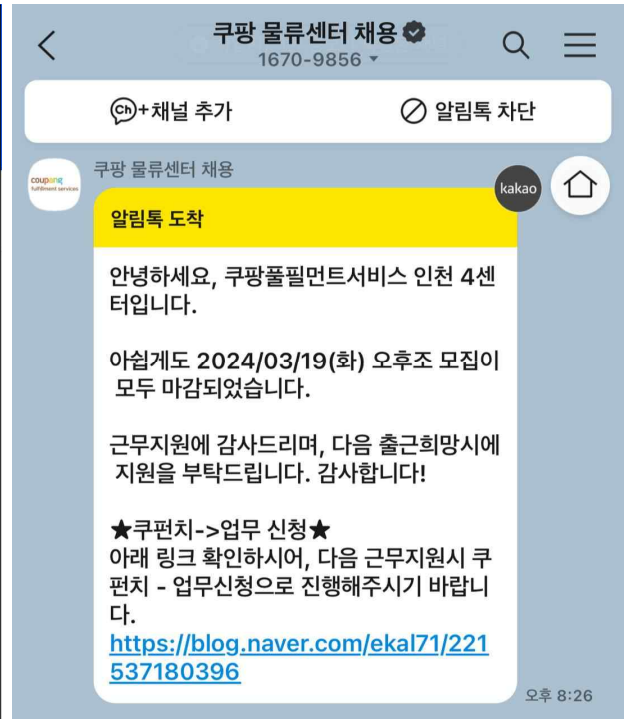 쿠팡 물류센터 채용
1670-9856
Ch+채널 추가
알림톡 차단
coupang
fulfillment services
쿠팡 물류센터 채용
kakao
알림톡 도착
안녕하세요, 쿠팡풀필먼트서비스 인천 4센
터입니다.
아쉽게도 2024/03/19(화) 오후조 모집이
모두 마감되었습니다.
근무지원에 감사드리며, 다음 출근희망시에
지원을 부탁드립니다. 감사합니다!
★쿠펀치->업무 신청★
아래 링크 확인하시어, 다음 근무지원시 쿠
펀치 - 업무신청으로 진행해주시기 바랍니
다.
https://blog.naver.com/ekal71/221
537180396
오후 8:26